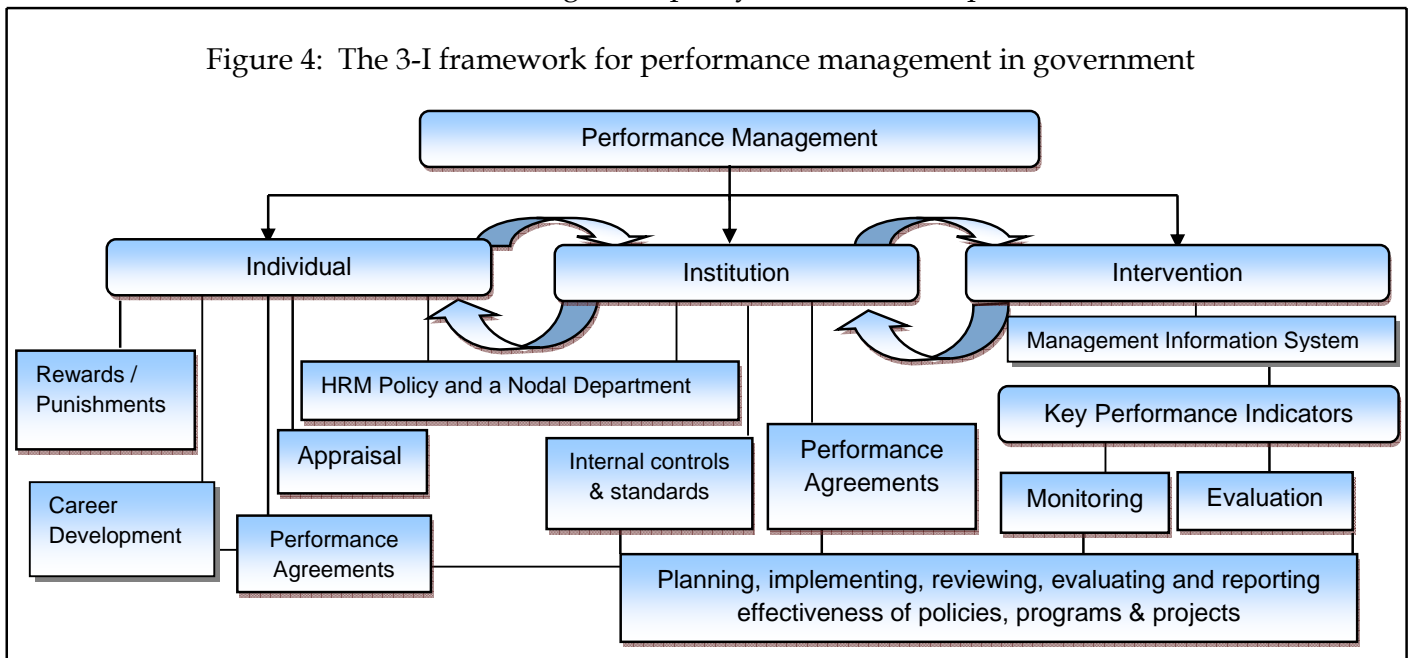 Figure 4: The 3-I framework for performance management in government
Performance Management
Individual
Institution
Intervention
Management Information System
Rewards /
Punishments
HRM Policy and a Nodal Department
Key Performance Indicators
Appraisal
Internal controls
& standards
Performance
Agreements
Monitoring
Evaluation
Career
Development
Performance
Agreements
Planning, implementing, reviewing, evaluating and reporting
effectiveness of policies, programs & projects